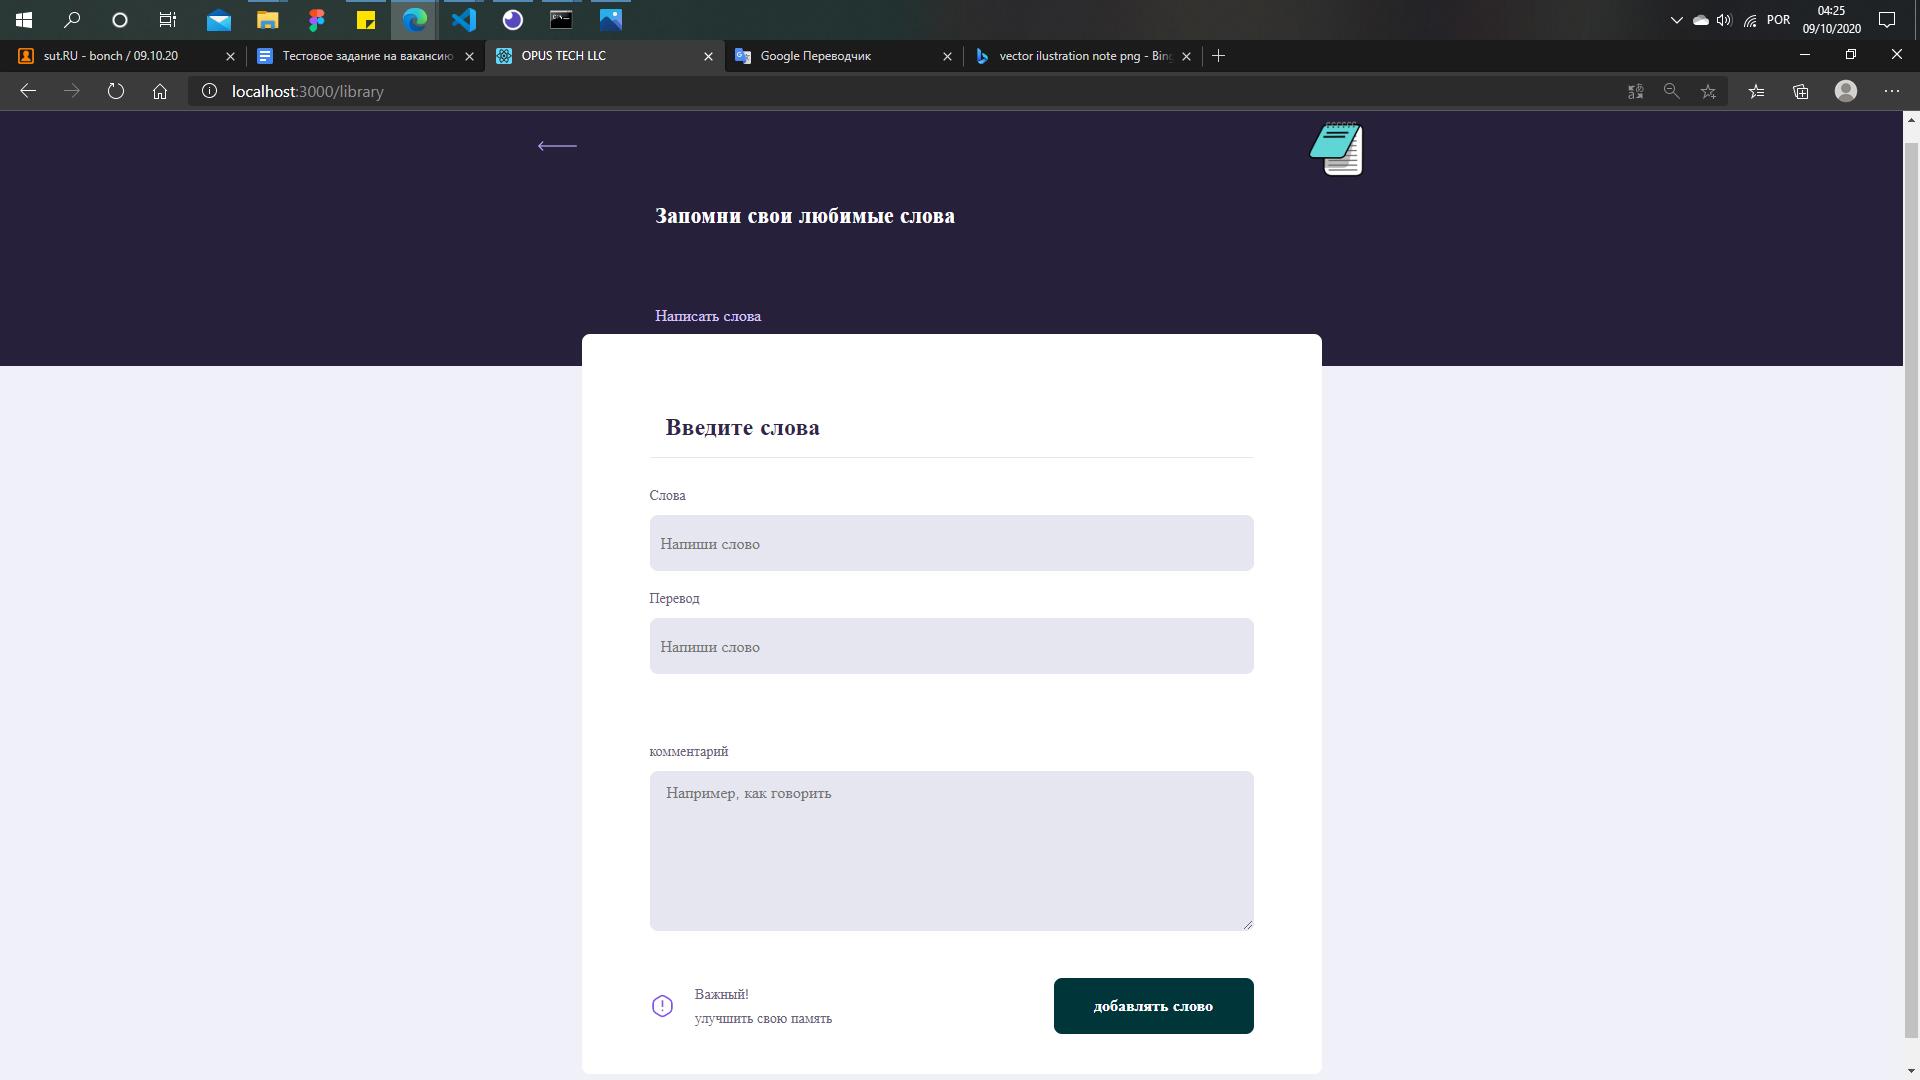 POR
04:25
09/10/2020
sut.RU - bonch / 09.10.20
Тестовое задание на вакансию
OPUS TECH LLC
Google Переводчик
vector ilustration note png - Bing
localhost:3000/library
Запомни свои любимые слова
Написать слова
Введите слова
Слова
Напиши слово
Перевод
Напиши слово
комментарий
Например, как говорить
Важный!
улучшить свою память
добавлять слово